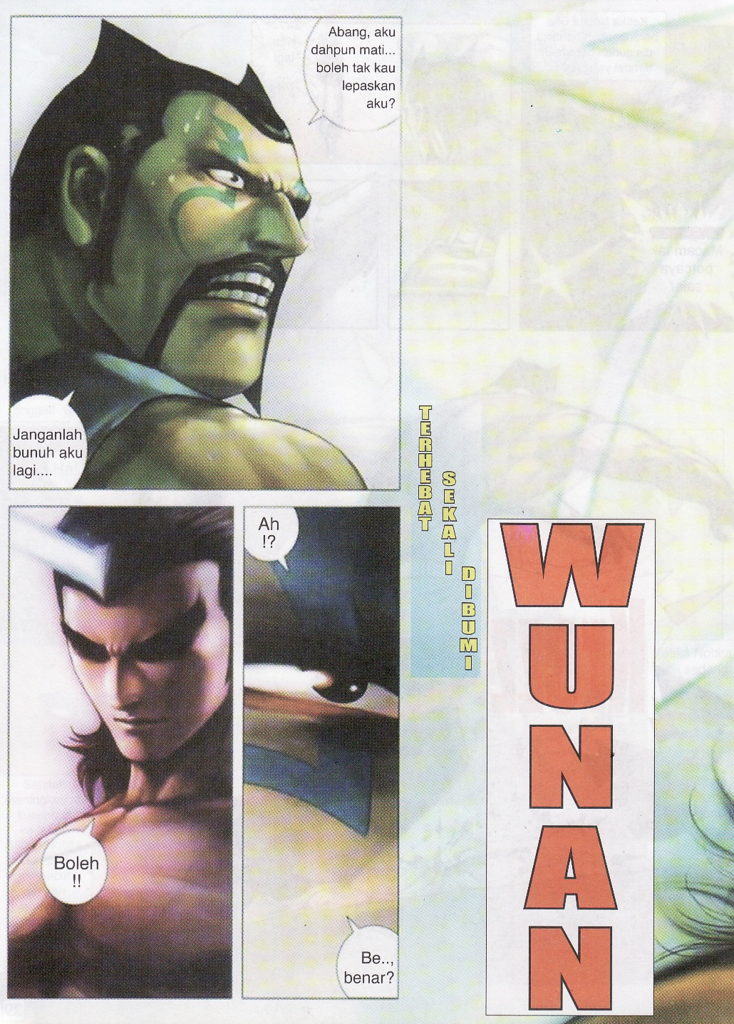 Abang, aku
dahpun mati...
boleh tak kau
lepaskan
aku?
Janganlah
bunuh aku
lagi....
Boleh
!!
Ah
!?
Be..,
benar?
TERHEBAT
SEKALI
DIBUMI
WUNAN